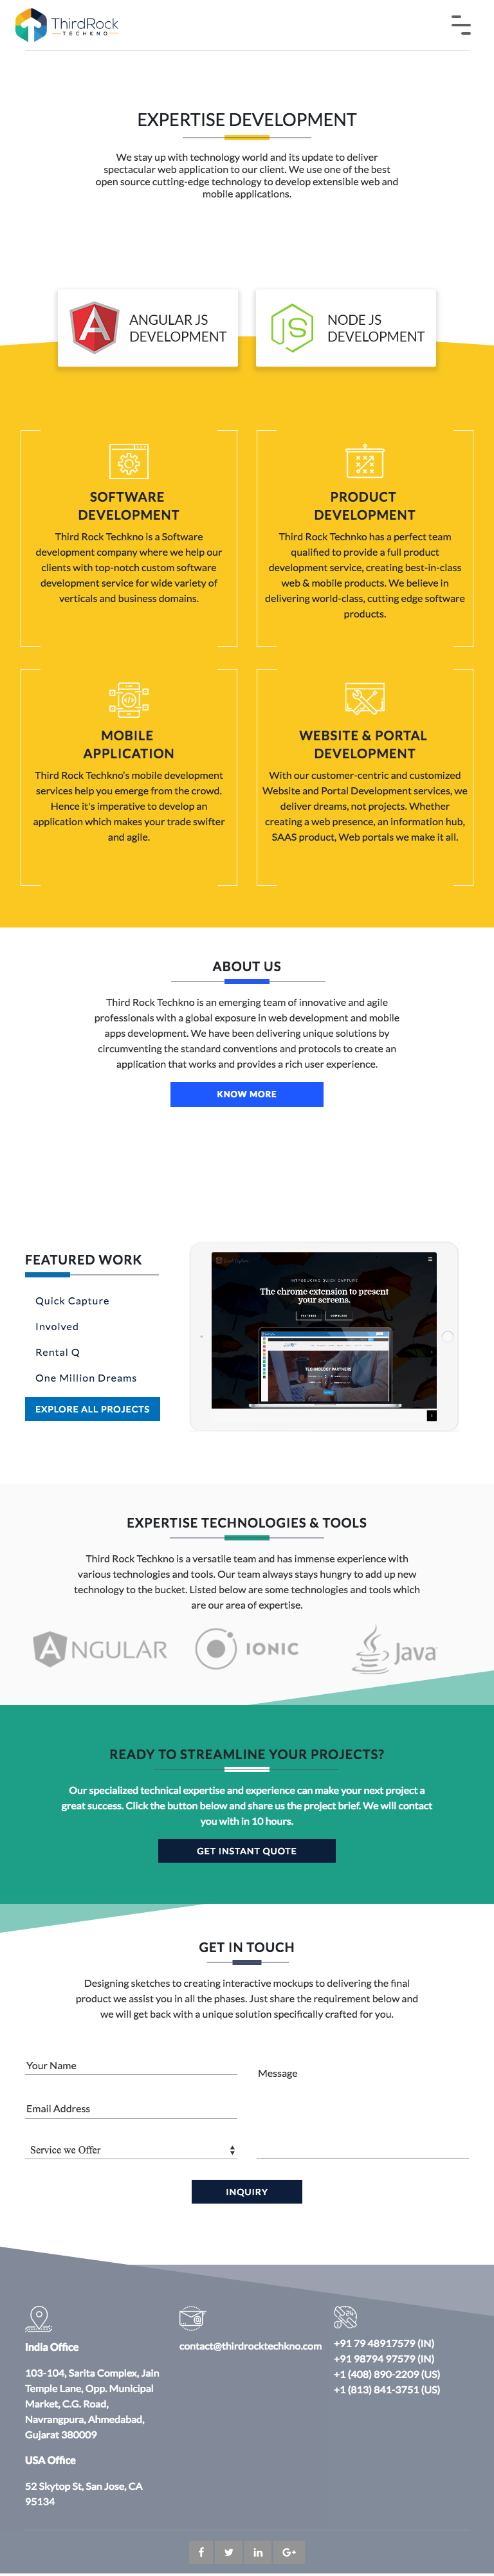 ThirdRock
TECHKNO
EXPERTISE DEVELOPMENT
We stay up with technology world and its update to deliver
spectacular web application to our client. We use one of the best
open source cutting-edge technology to develop extensible web and
mobile applications.
ANGULAR JS
DEVELOPMENT
NODE JS
DEVELOPMENT
SOFTWARE
DEVELOPMENT
Third Rock Techkno is a Software
development company where we help our
clients with top-notch custom software
development service for wide variety of
verticals and business domains.
PRODUCT
DEVELOPMENT
Third Rock Technko has a perfect team
qualified to provide a full product
development service, creating best-in-class
web & mobile products. We believe in
delivering world-class, cutting edge software
products.
MOBILE
APPLICATION
Third Rock Techkno's mobile development
services help you emerge from the crowd.
Hence it's imperative to develop an
application which makes your trade swifter
and agile.
WEBSITE & PORTAL
DEVELOPMENT
With our customer-centric and customized
Website and Portal Development services, we
deliver dreams, not projects. Whether
creating a web presence, an information hub,
SAAS product, Web portals we make it all.
ABOUT US
Third Rock Techkno is an emerging team of innovative and agile
professionals with a global exposure in web development and mobile
apps development. We have been delivering unique solutions by
circumventing the standard conventions and protocols to create an
application that works and provides a rich user experience.
KNOW MORE
FEATURED WORK
Quick Capture
Involved
Rental Q
One Million Dreams
EXPLORE ALL PROJECTS
INTRODUCING QUICK CAPTURE
The chrome extension to present
your screens.
FEATURES
DOWNLOAD
TECHNOLOGY PARTNERS
EXPERTISE TECHNOLOGIES & TOOLS
Third Rock Techkno is a versatile team and has immense experience with
various technologies and tools. Our team always stays hungry to add up new
technology to the bucket. Listed below are some technologies and tools which
are our area of expertise.
ANGULAR
IONIC
Java
READY TO STREAMLINE YOUR PROJECTS?
Our specialized technical expertise and experience can make your next project a
great success. Click the button below and share us the project brief. We will contact
you with in 10 hours.
GET INSTANT QUOTE
GET IN TOUCH
Designing sketches to creating interactive mockups to delivering the final
product we assist you in all the phases. Just share the requirement below and
we will get back with a unique solution specifically crafted for you.
Your Name
Email Address
Service we Offer
Message
INQUIRY
India Office
103-104, Sarita Complex, Jain
Temple Lane, Opp. Municipal
Market, C.G. Road,
Navrangpura, Ahmedabad,
Gujarat 380009
USA Office
52 Skytop St, San Jose, CA
95134
contact@thirdrocktechkno.com
+91 79 48917579 (IN)
+91 98794 97579 (IN)
+1 (408) 890-2209 (US)
+1 (813) 841-3751 (US)